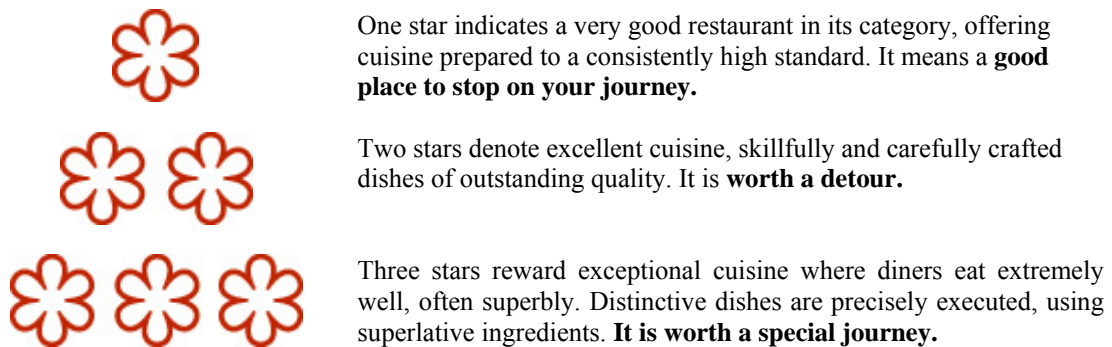 One star indicates a very good restaurant in its category, offering
cuisine prepared to a consistently high standard. It means a good
place to stop on your journey.
Two stars denote excellent cuisine, skillfully and carefully crafted
dishes of outstanding quality. It is worth a detour.
Three stars reward exceptional cuisine where diners eat extremely
well, often superbly. Distinctive dishes are precisely executed, using
superlative ingredients. It is worth a special journey.